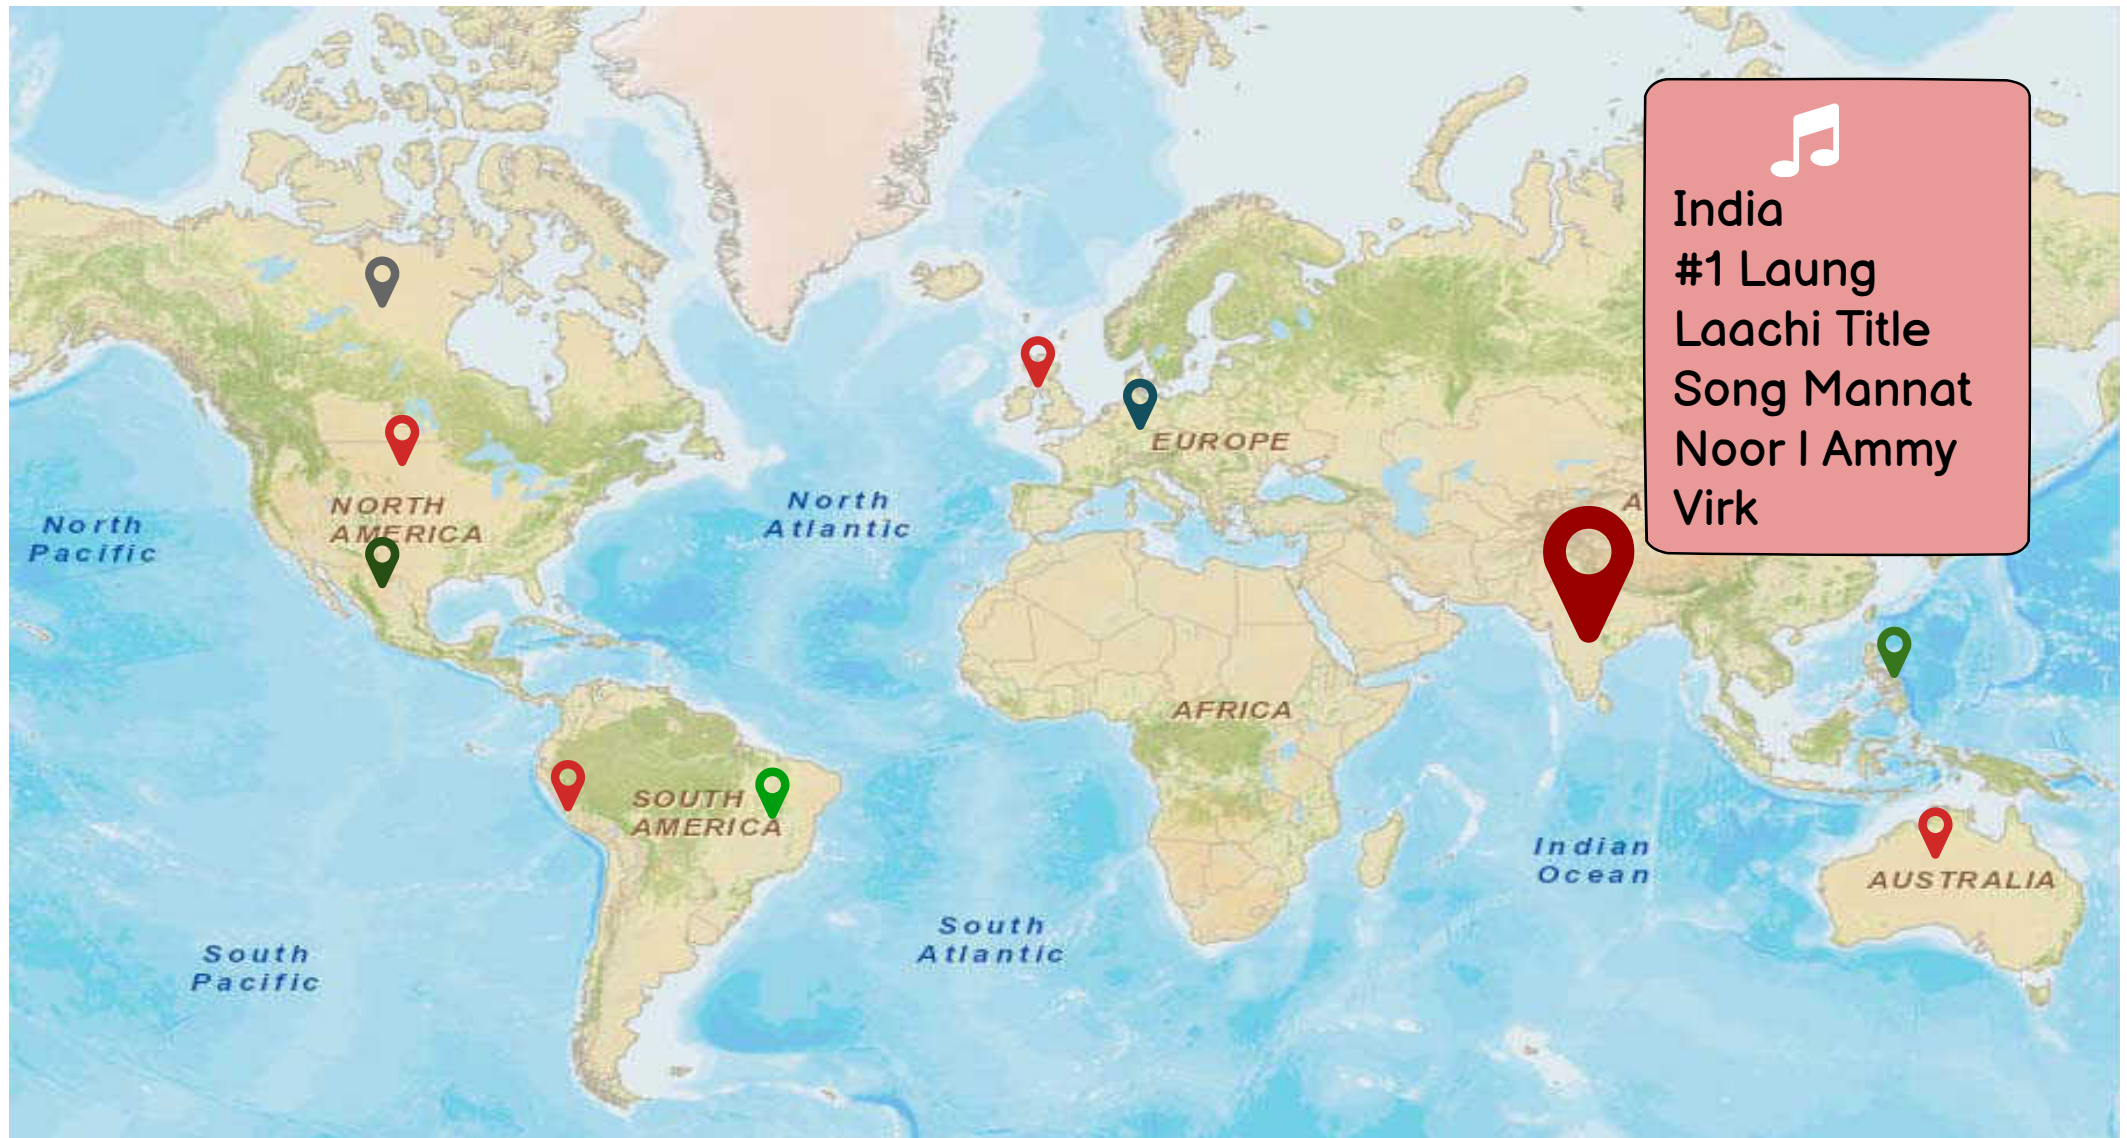 India
#1 Laung
Laachi Title
Song Mannat
Noor | Ammy
Virk
NORTH
AMERICA
North
Pacific
North
Atlantic
EUROPE
A
AFRICA
SOUTH
AMERICA
Indian
Ocean
AUSTRALIA
South
Atlantic
South
Pacific